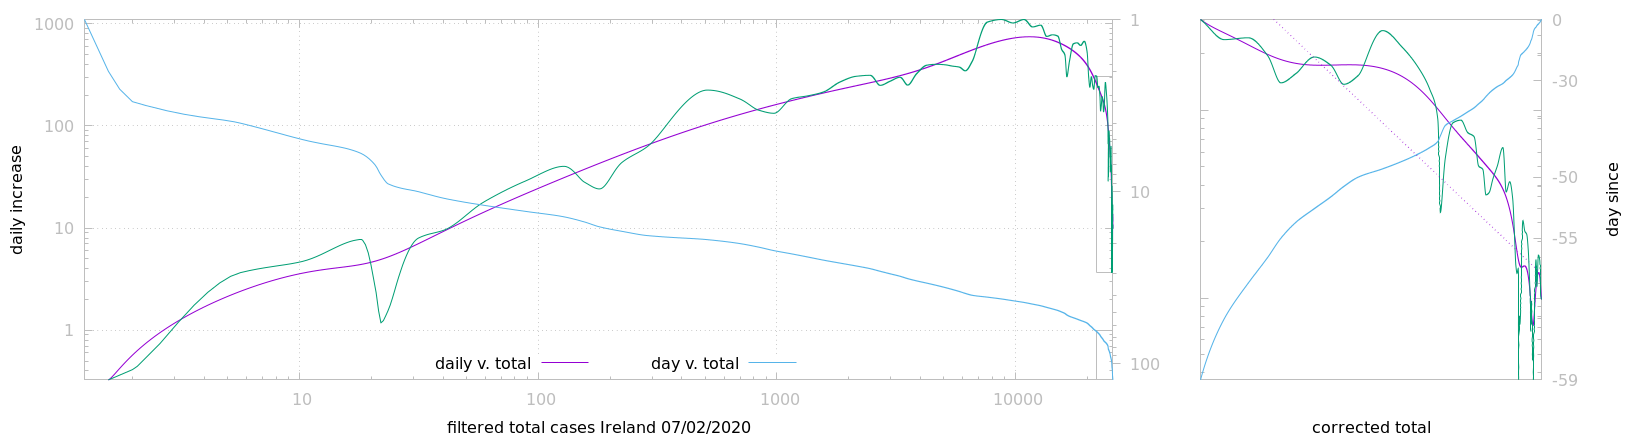 1000
100
10
1
daily increase
10
100
1000
10000
filtered total cases Ireland 07/02/2020
daily v. total
day v. total
1
10
100
0
-30
-50
-55
-59
day since
corrected total